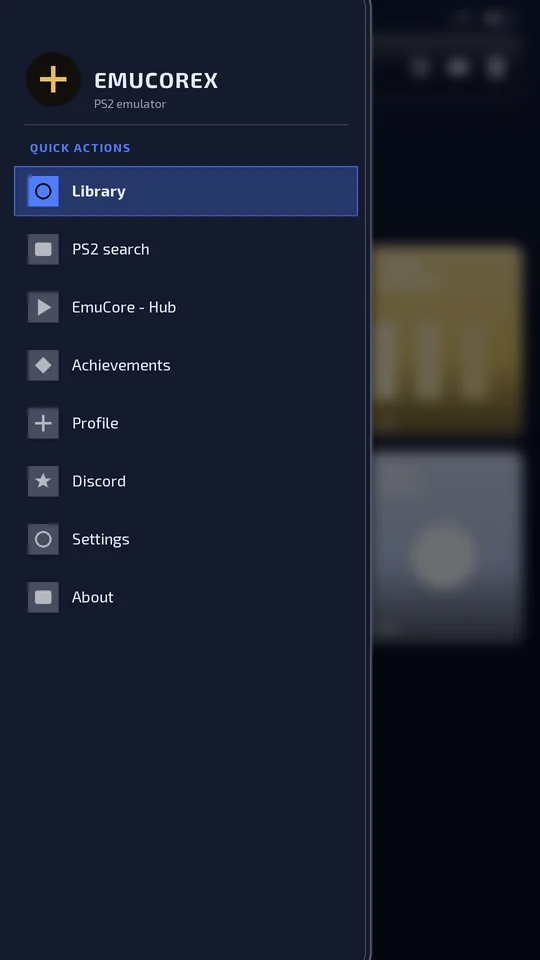 EMUCOREX
PS2 emulator
QUICK ACTIONS
Library
PS2 search
EmuCore - Hub
Achievements
Profile
Discord
Settings
About